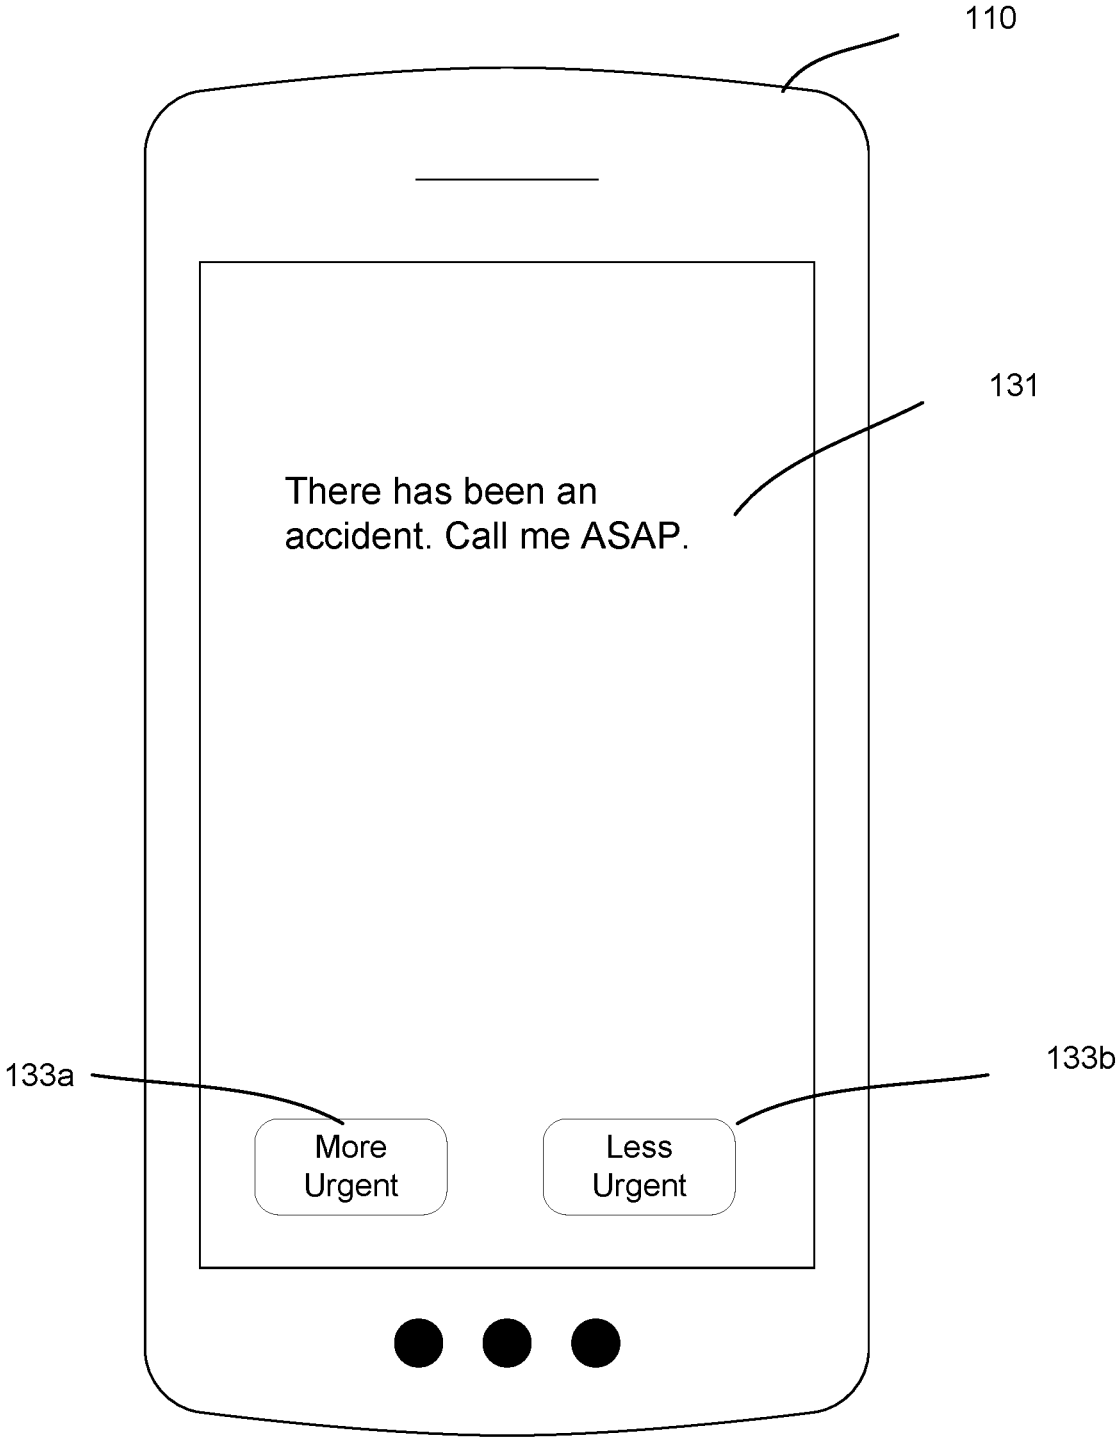 110
131
There has been an
accident. Call me ASAP.
133a
133b
More
Urgent
Less
Urgent